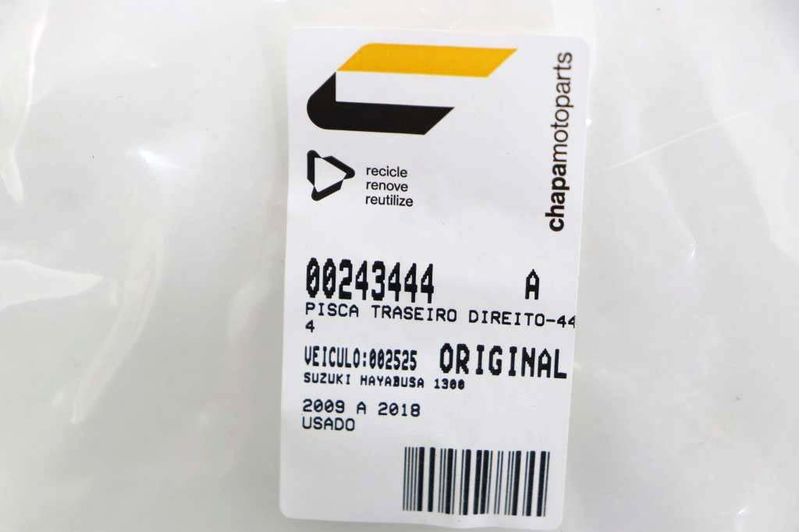 chapamotoparts
recicle
renove
reutilize
00243444 A
PISCA TRASEIRO DIREITO-44
4
VEICULO:002525 ORIGINAL
SUZUKI HAYABUSA 1300
2009 A 2018
USADO